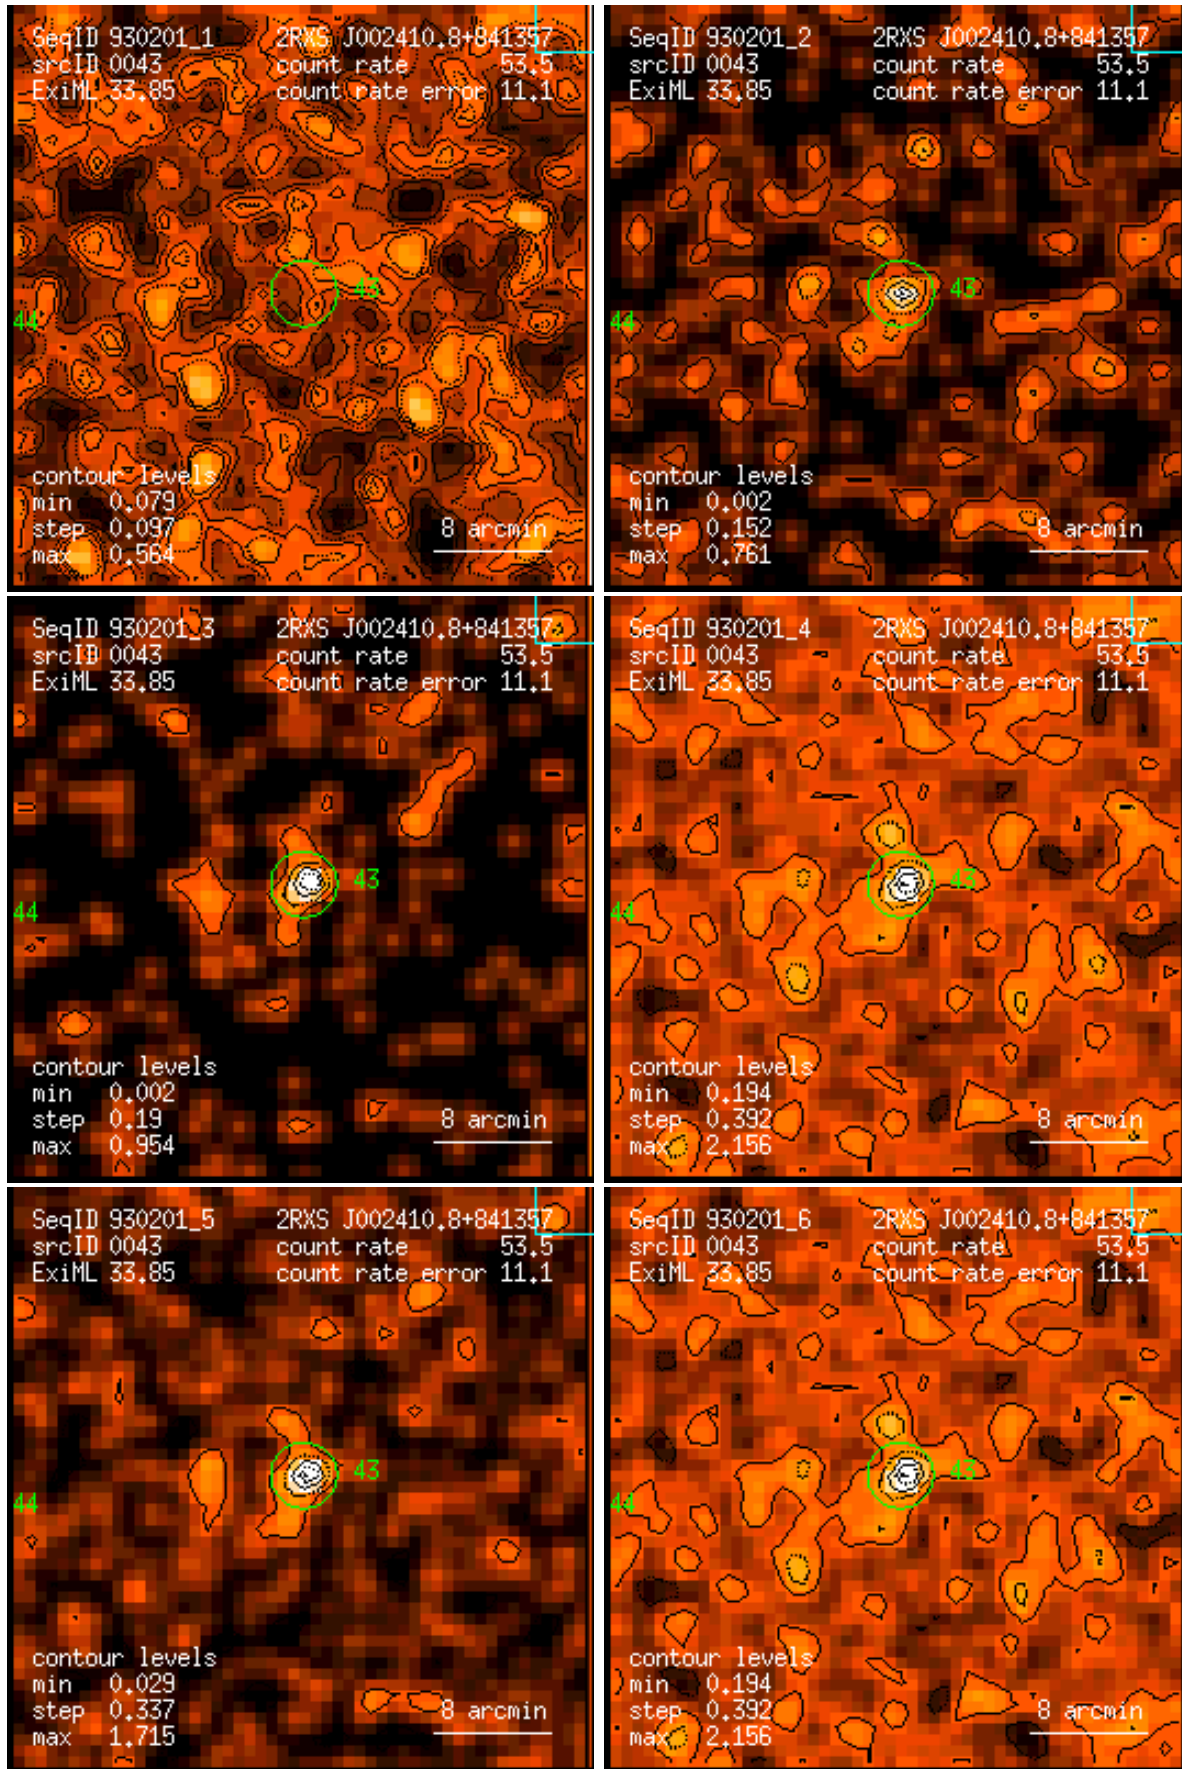 SeqID 930201_1 2RXS J002410.8+841357
srcID 0043 count rate 53.5
ExiML 33.85 count rate error 11.1
43
44
contour levels
min 0.079
step 0.097 8 arcmin
max 0.564
SeqID 930201_2 2RXS J002410.8+841357
srcID 0043 count rate 53.5
ExiML 33.85 count rate error 11.1
43
44
contour levels
min 0.002
step 0.152 8 arcmin
max 0.761
SeqID 930201_3 2RXS J002410.8+841357
srcID 0043 count rate 53.5
ExiML 33.85 count rate error 11.1
43
44
contour levels
min 0.002
step 0.19 8 arcmin
max 0.954
SeqID 930201_4 2RXS J002410.8+841357
srcID 0043 count rate 53.5
ExiML 33.85 count rate error 11.1
43
44
contour levels
min 0.194
step 0.392 8 arcmin
max 2.156
SeqID 930201_5 2RXS J002410.8+841357
srcID 0043 count rate 53.5
ExiML 33.85 count rate error 11.1
43
44
contour levels
min 0.029
step 0.337 8 arcmin
max 1.715
SeqID 930201_6 2RXS J002410.8+841357
srcID 0043 count rate 53.5
ExiML 33.85 count rate error 11.1
43
44
contour levels
min 0.194
step 0.392 8 arcmin
max 2.156